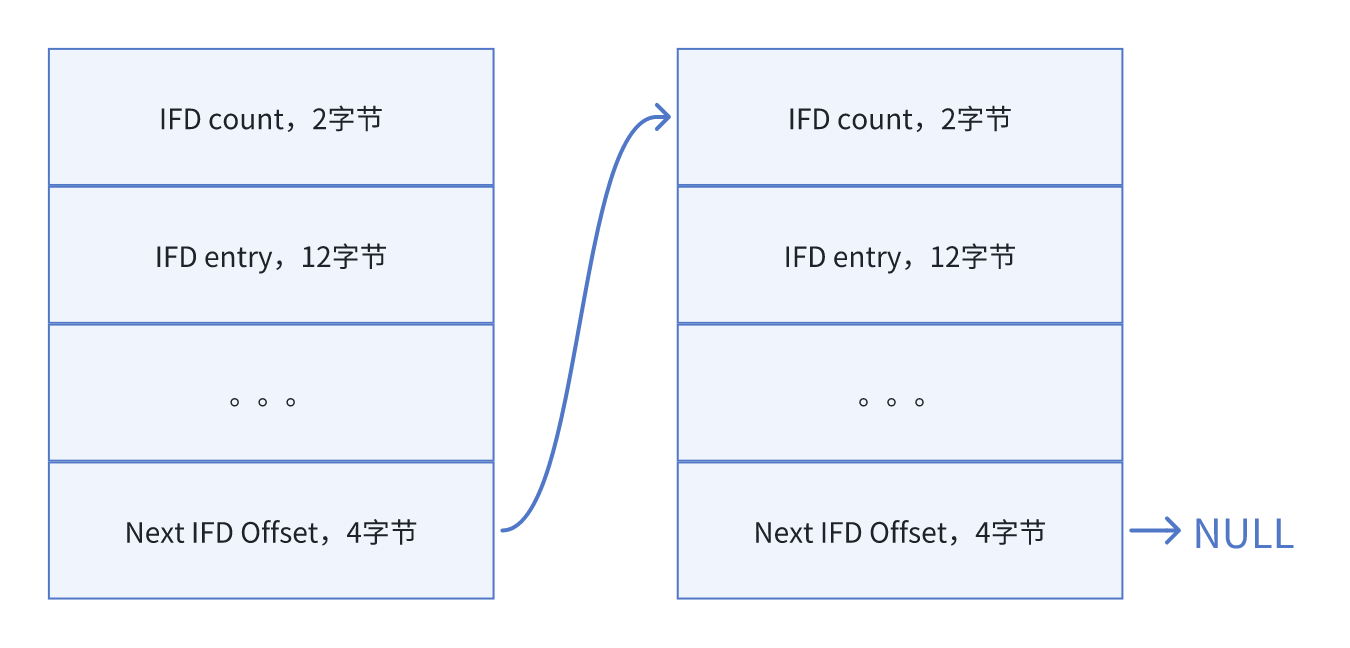 IFD count，2字节
IFD entry，12字节
。。。
Next IFD Offset，4字节
IFD count，2字节
IFD entry，12字节
。。。
Next IFD Offset，4字节
NULL